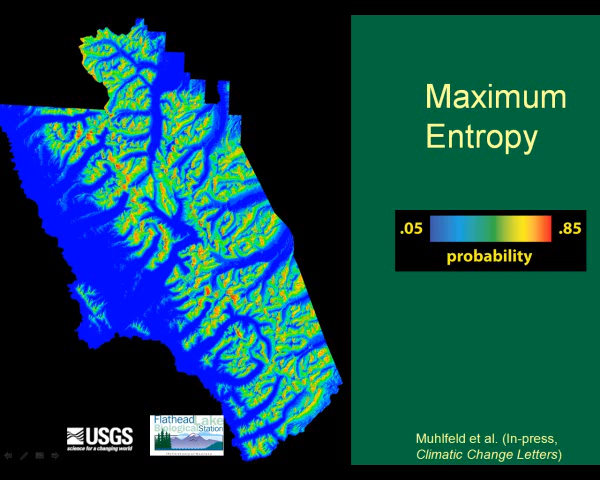 Maximum
Entropy
.05 .85
probability
USGS
science for a changing world
Flathead Lake
Biological Station
Muhlfeld et al. (In-press,
Climatic Change Letters)